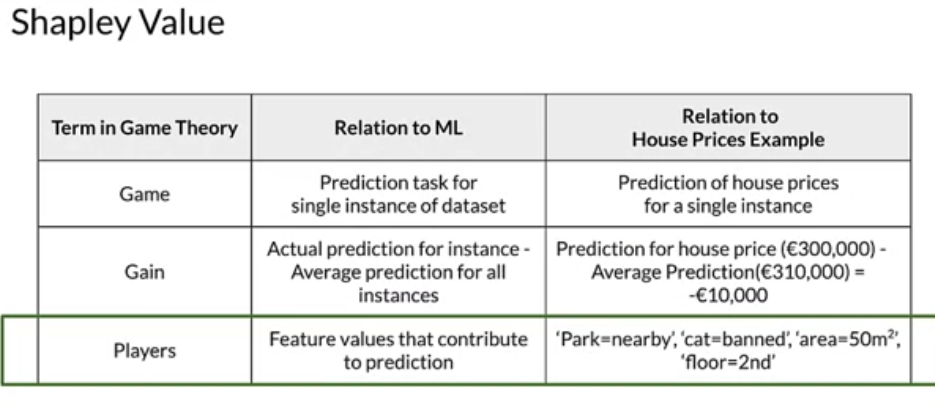 Shapley Value
Term in Game Theory
Relation to ML
Relation to
House Prices Example
Game
Prediction task for
single instance of dataset
Prediction of house prices
for a single instance
Gain
Actual prediction for instance -
Average prediction for all
instances
Prediction for house price (€300,000) -
Average Prediction(€310,000) =
-€10,000
Players
Feature values that contribute
to prediction
‘Park=nearby’, ‘cat=banned’, ‘area=50m²’,
‘floor=2nd’